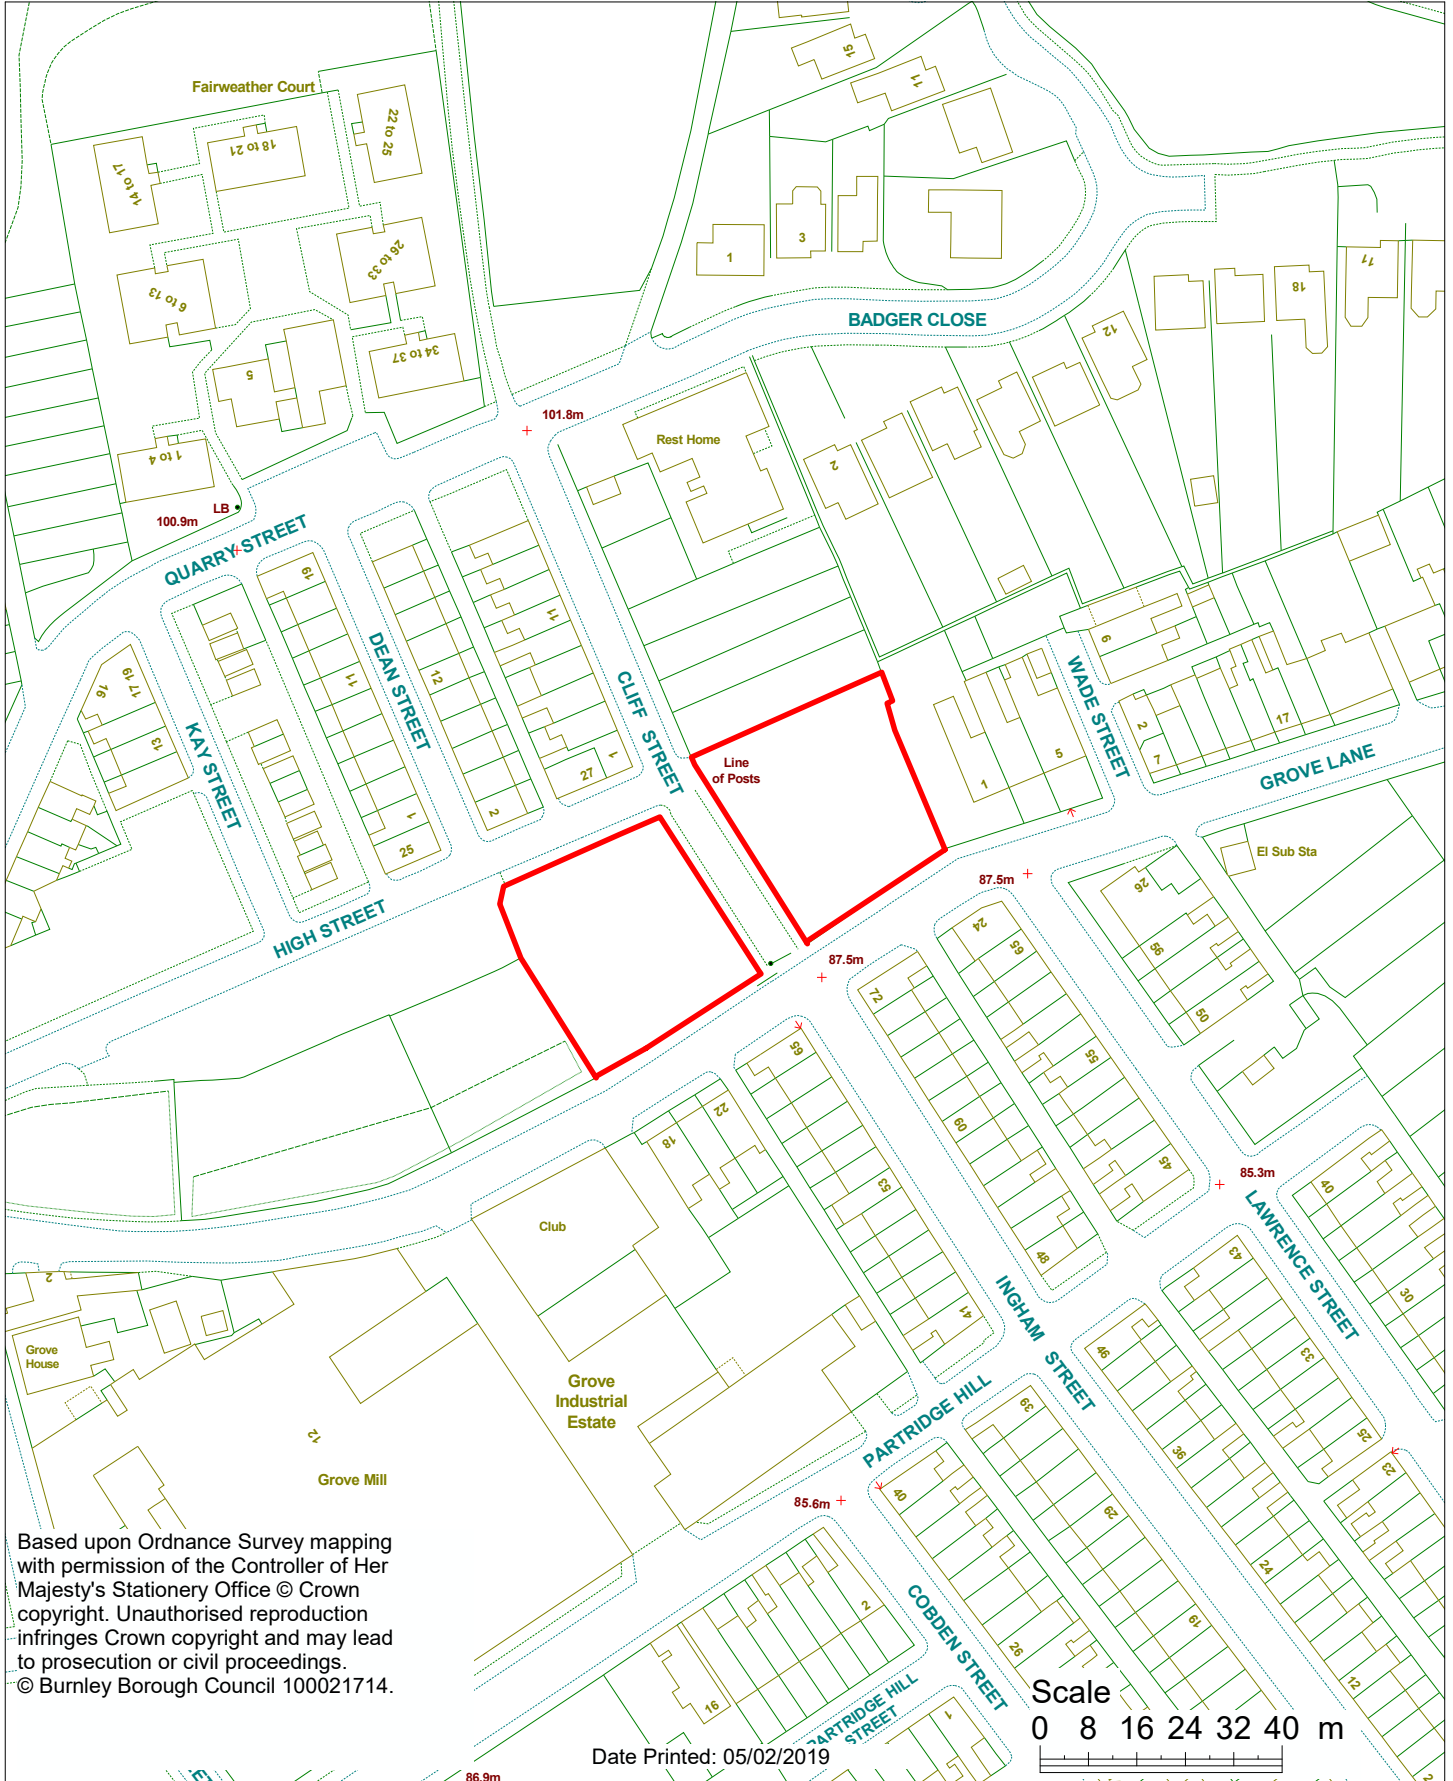 15
11
Fairweather Court
22 to 25
18 to 21
14 to 17
26 to 33
6 to 13
34 to 37
5
1 to 4
1
3
18
11
BADGER CLOSE
12
101.8m
Rest Home
2
LB
100.9m
QUARRY STREET
19
11
DEAN STREET
12
11
CLIFF STREET
WADE STREET
6
17 19
16
13
KAY STREET
1
27
2
1
25
Line
of Posts
1
5
2
7
17
GROVE LANE
El Sub Sta
HIGH STREET
87.5m
87.5m
26
24
65
56
50
72
65
55
60
45
22
18
53
48
41
85.3m
40
LAWRENCE STREET
43
30
33
25
23
INGHAM STREET
46
Club
2
Grove
House
Grove
Industrial
Estate
12
Grove Mill
PARTRIDGE HILL
39
36
29
24
19
12
85.6m
40
26
COBDEN STREET
2
16
1
PARTRIDGE HILL
STREET
Based upon Ordnance Survey mapping
with permission of the Controller of Her
Majesty's Stationery Office © Crown
copyright. Unauthorised reproduction
infringes Crown copyright and may lead
to prosecution or civil proceedings.
© Burnley Borough Council 100021714.
Scale
0 8 16 24 32 40 m
Date Printed: 05/02/2019
86.9m